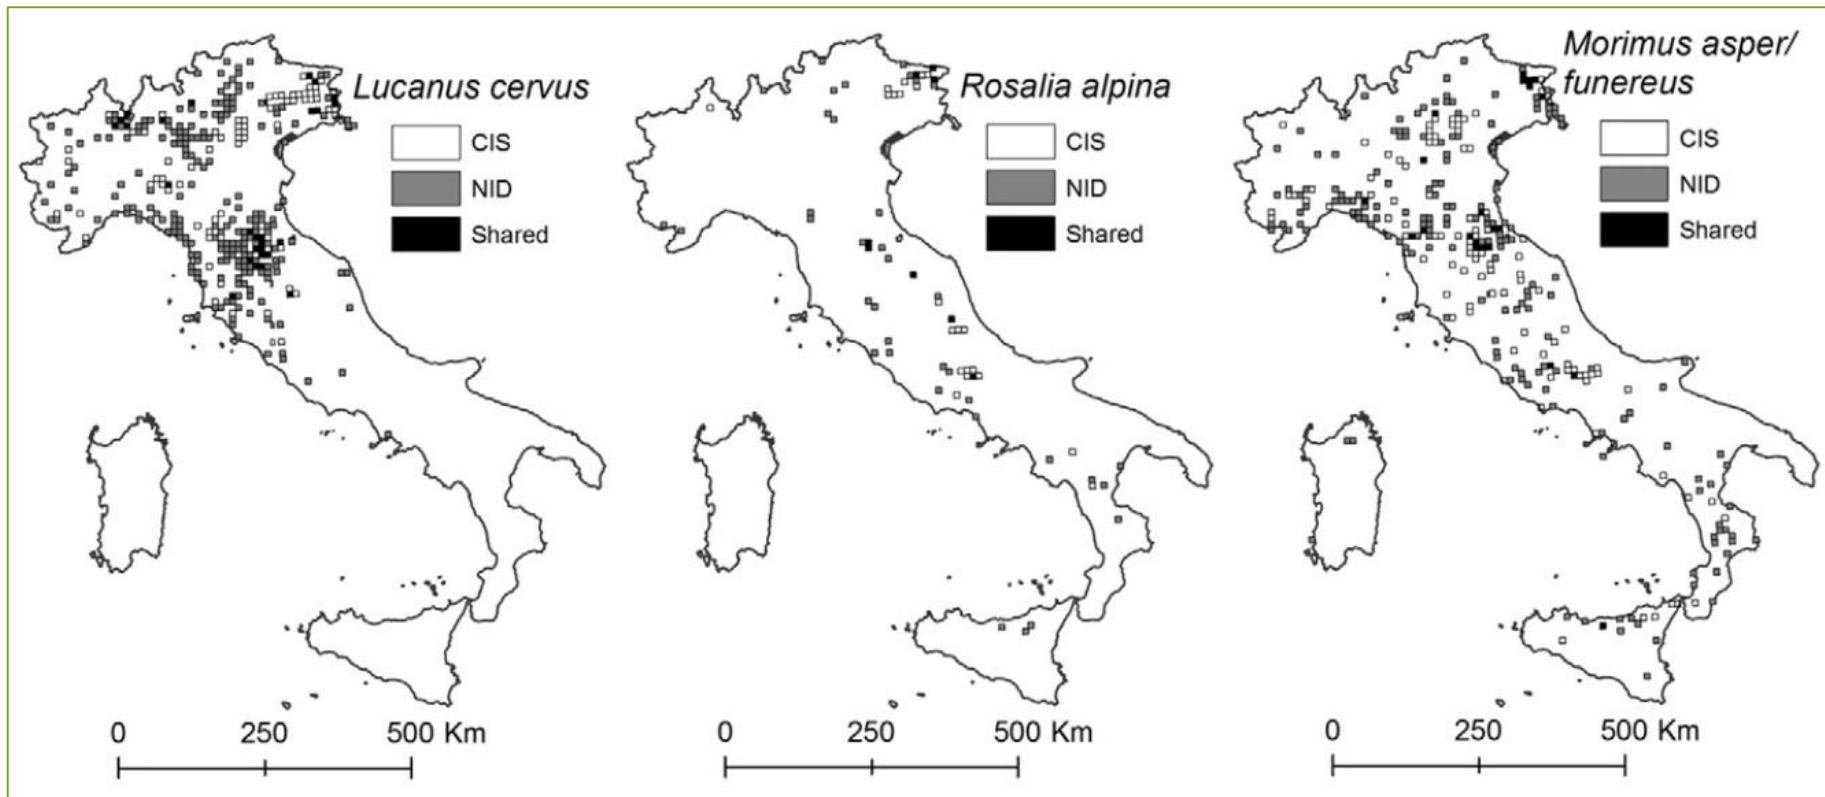 Lucanus cervus
CIS
NID
Shared
0 250 500 Km
Rosalia alpina
CIS
NID
Shared
0 250 500 Km
Morimus asper/
funereus
CIS
NID
Shared
0 250 500 Km